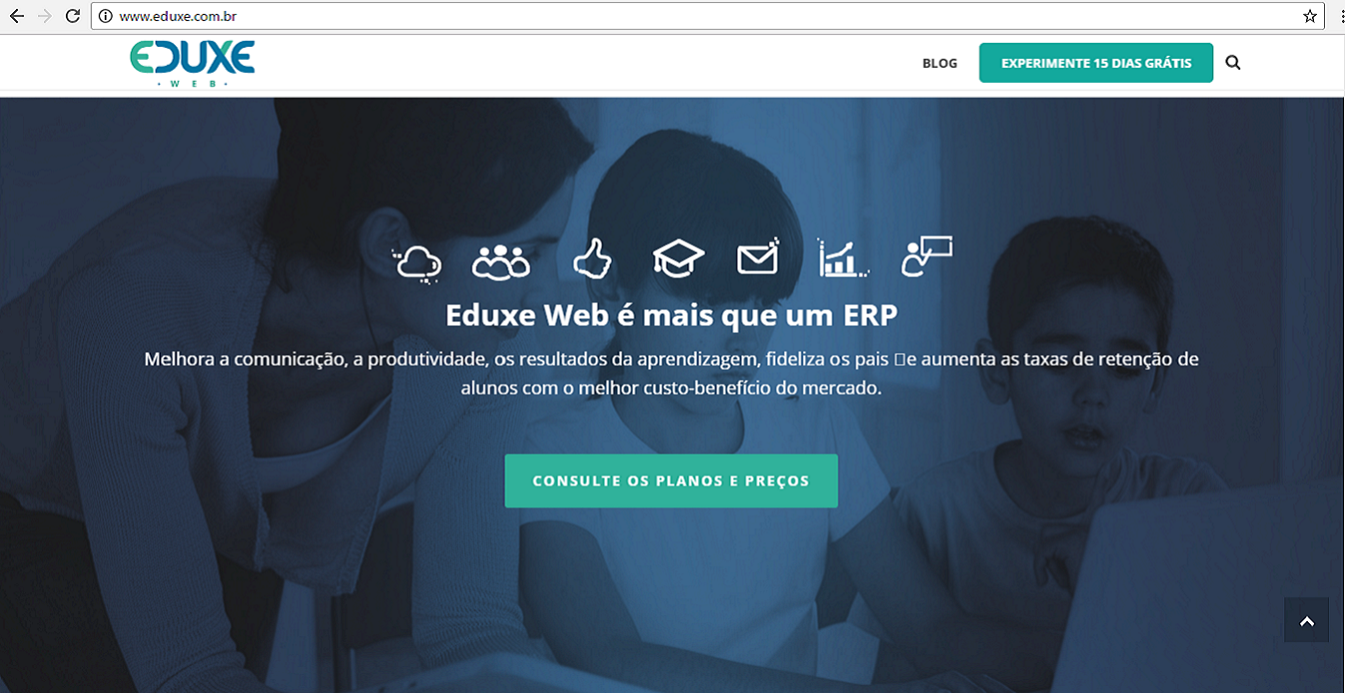 www.eduxe.com.br
EDUXE
· W E B ·
BLOG
EXPERIMENTE 15 DIAS GRÁTIS
Eduxe Web é mais que um ERP
Melhora a comunicação, a produtividade, os resultados da aprendizagem, fideliza os pais □e aumenta as taxas de retenção de
alunos com o melhor custo-benefício do mercado.
CONSULTE OS PLANOS E PREÇOS